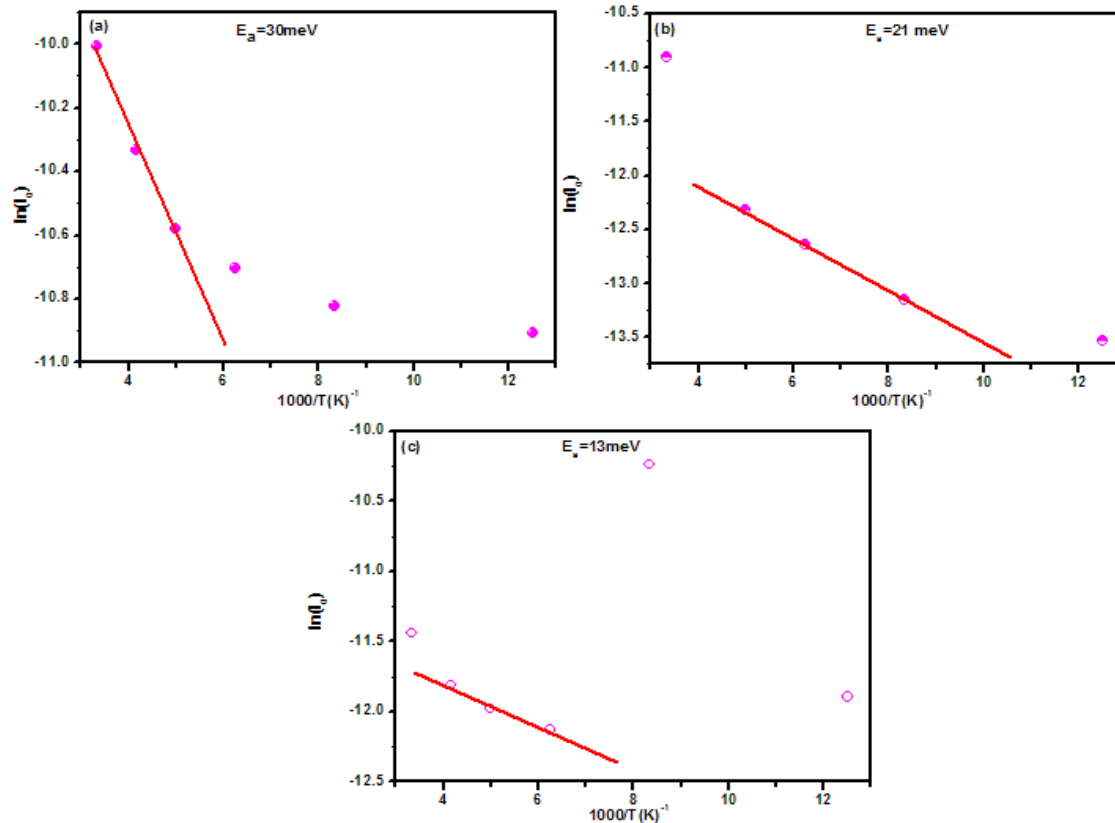 (a)
Ea=30meV
-10.0
-10.2
-10.4
-10.6
-10.8
-11.0
ln(I0)
4 6 8 10 12
1000/T(K)-1
(b)
Ea=21 meV
-10.5
-11.0
-11.5
-12.0
-12.5
-13.0
-13.5
ln(I0)
4 6 8 10 12
1000/T(K)-1
(c)
Ea=13meV
-10.0
-10.5
-11.0
-11.5
-12.0
-12.5
ln(I0)
4 6 8 10 12
1000/T(K)-1